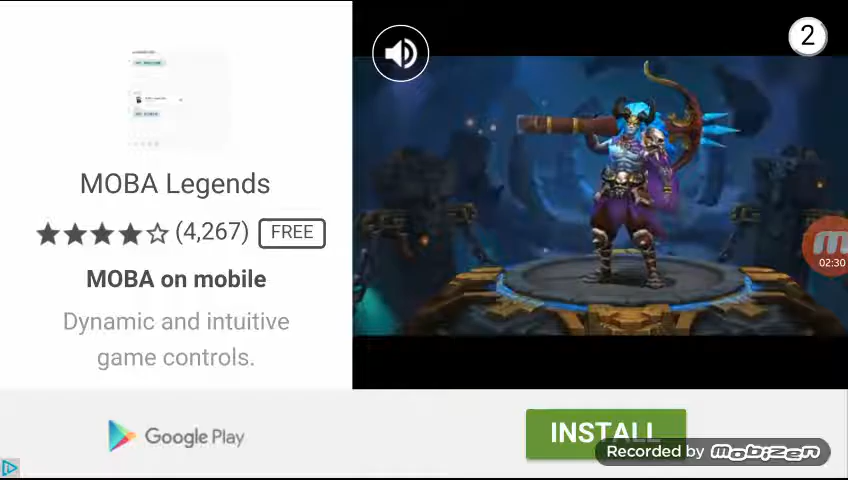 2
MOBA Legends
(4,267) FREE
MOBA on mobile
Dynamic and intuitive
game controls.
02:30
Google Play
INSTALL
Recorded by mobizen